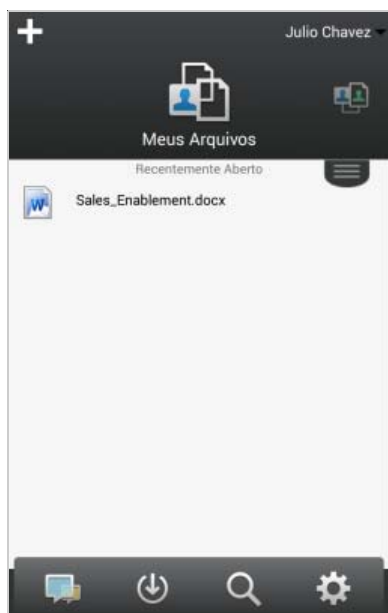 Julio Chavez
Meus Arquivos
Recentemente Aberto
W
Sales_Enablement.docx